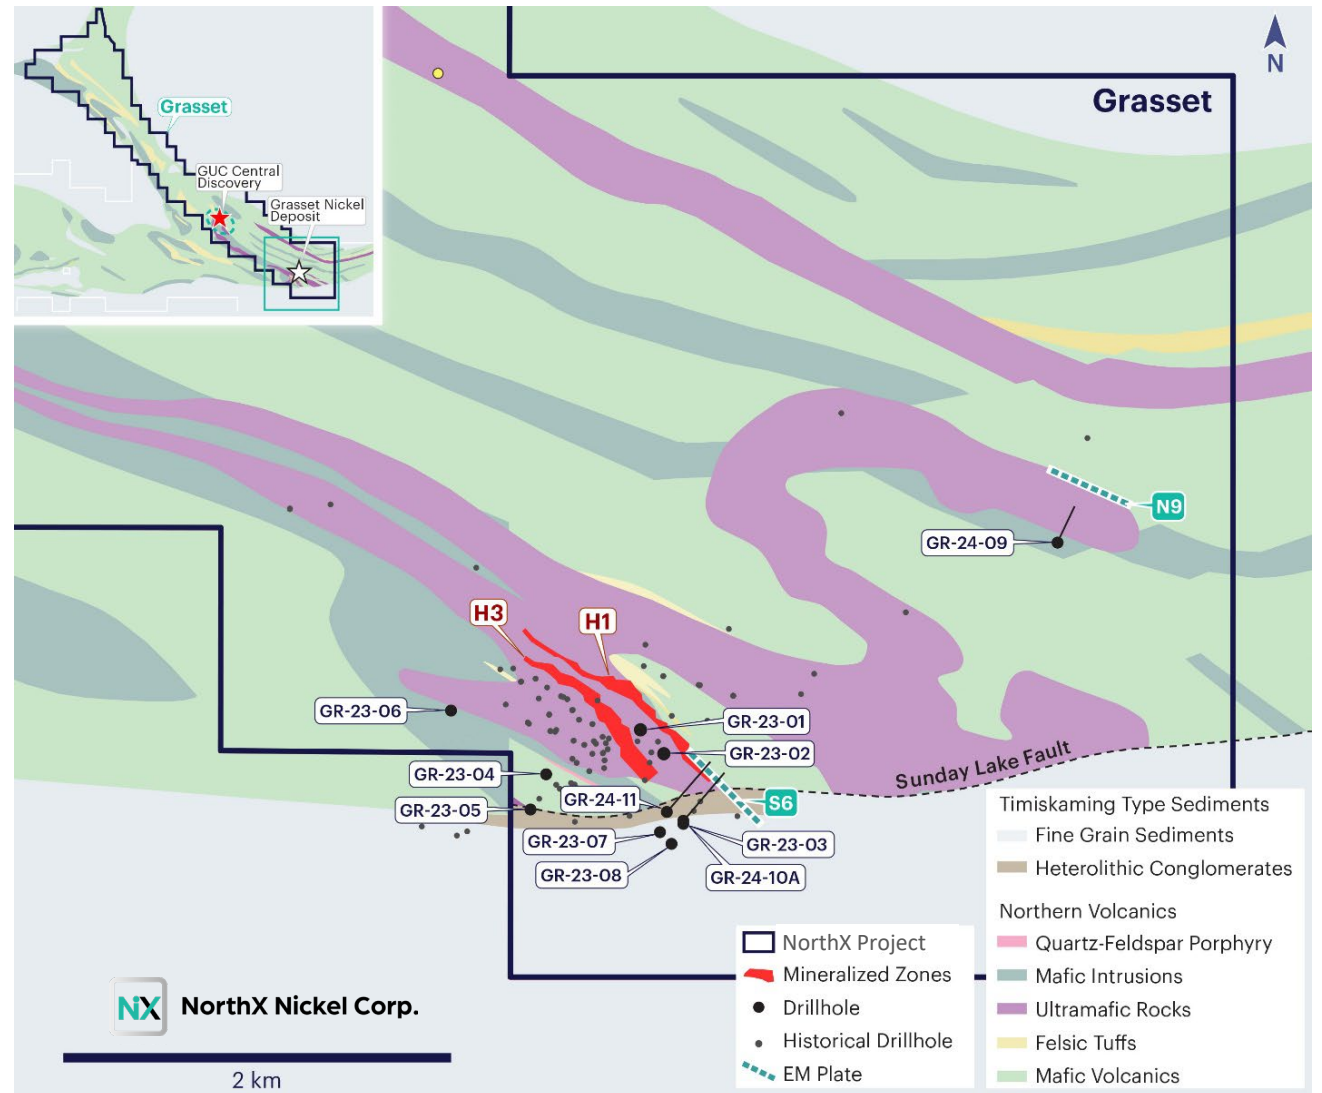 Grasset
GUC Central
Discovery
Grasset Nickel
Deposit
N
Grasset
N9
GR-24-09
H3
H1
GR-23-06
GR-23-01
GR-23-02
Sunday Lake Fault
GR-23-04
GR-24-11
S6
GR-23-05
GR-23-07
GR-23-03
GR-23-08
GR-24-10A
Timiskaming Type Sediments
Fine Grain Sediments
Heterolithic Conglomerates
Northern Volcanics
Quartz-Feldspar Porphyry
Mafic Intrusions
Ultramafic Rocks
Felsic Tuffs
Mafic Volcanics
NorthX Project
Mineralized Zones
Drillhole
Historical Drillhole
EM Plate
NiX NorthX Nickel Corp.
2 km